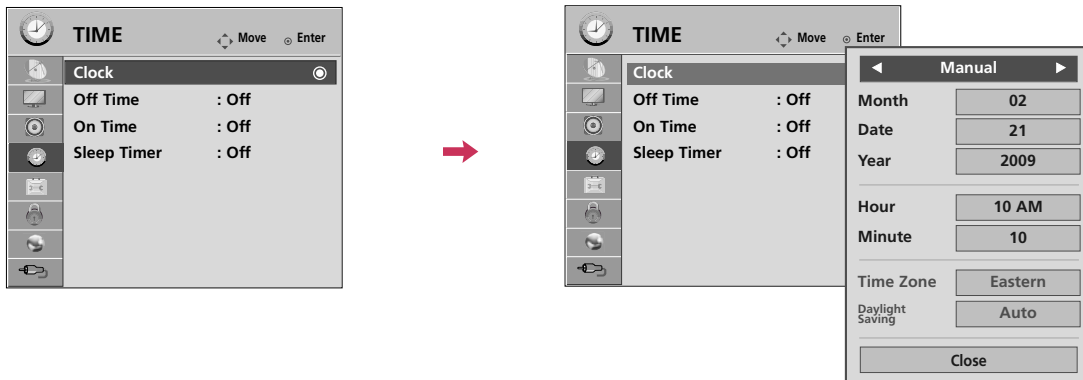 TIME
Move
Enter
Clock
Off Time : Off
On Time : Off
Sleep Timer : Off
TIME
Move
Enter
Clock
Off Time : Off
On Time : Off
Sleep Timer : Off
◄ Manual ►
Month 02
Date 21
Year 2009
Hour 10 AM
Minute 10
Time Zone Eastern
Daylight
Saving
Auto
Close